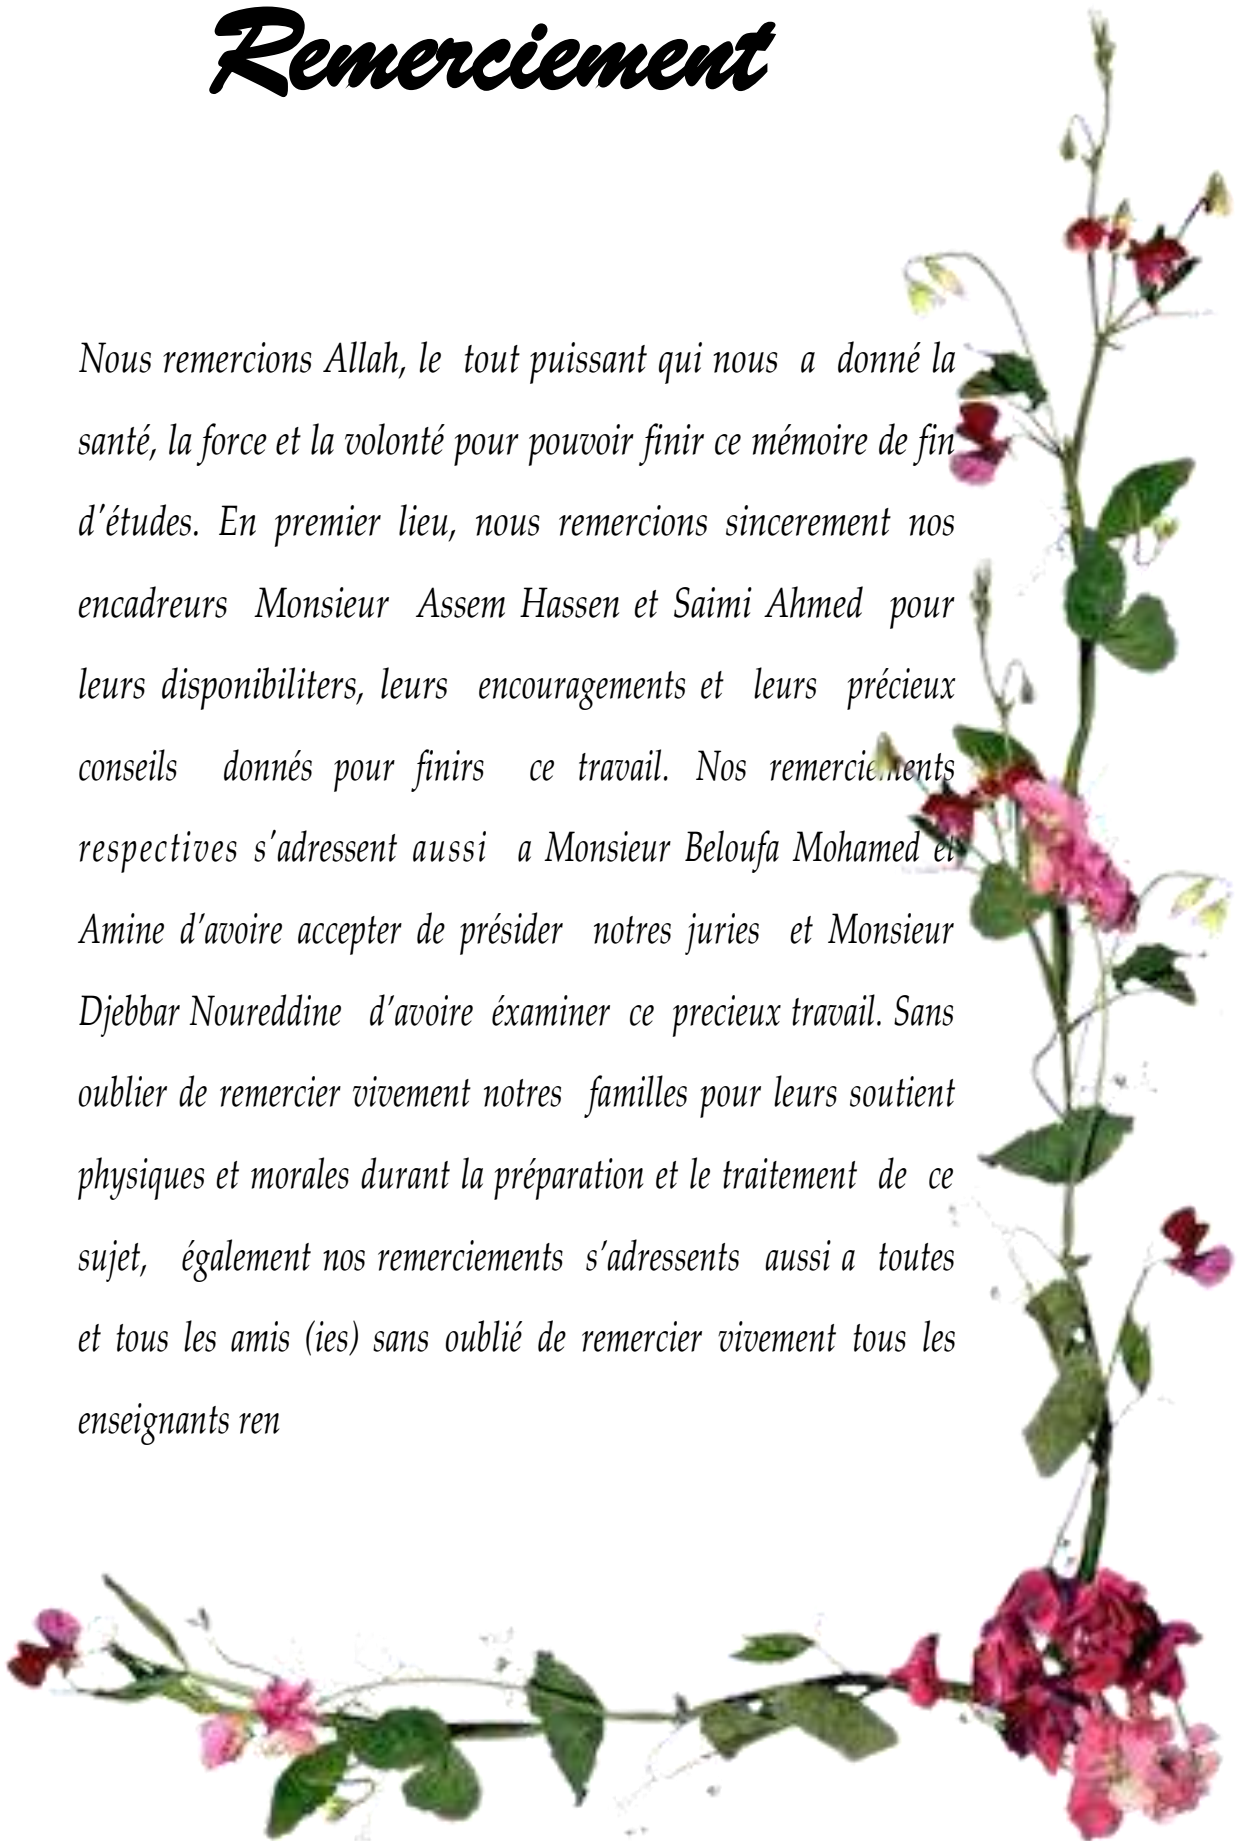 Remerciement
Nous remercions Allah, le tout puissant qui nous a donné la
santé, la force et la volonté pour pouvoir finir ce mémoire de fin
d'études. En premier lieu, nous remercions sincerement nos
encadreurs Monsieur Assem Hassen et Saimi Ahmed pour
leurs disponibiliters, leurs encouragements et leurs précieux
conseils donnés pour finirs ce travail. Nos remerciements
respectives s'adressent aussi a Monsieur Beloufa Mohamed et
Amine d'avoire accepter de présider notres juries et Monsieur
Djebbar Noureddine d'avoire éxaminer ce precieux travail. Sans
oublier de remercier vivement notres familles pour leurs soutient
physiques et morales durant la préparation et le traitement de ce
sujet, également nos remerciements s'adressents aussi a toutes
et tous les amis (ies) sans oublié de remercier vivement tous les
enseignants ren